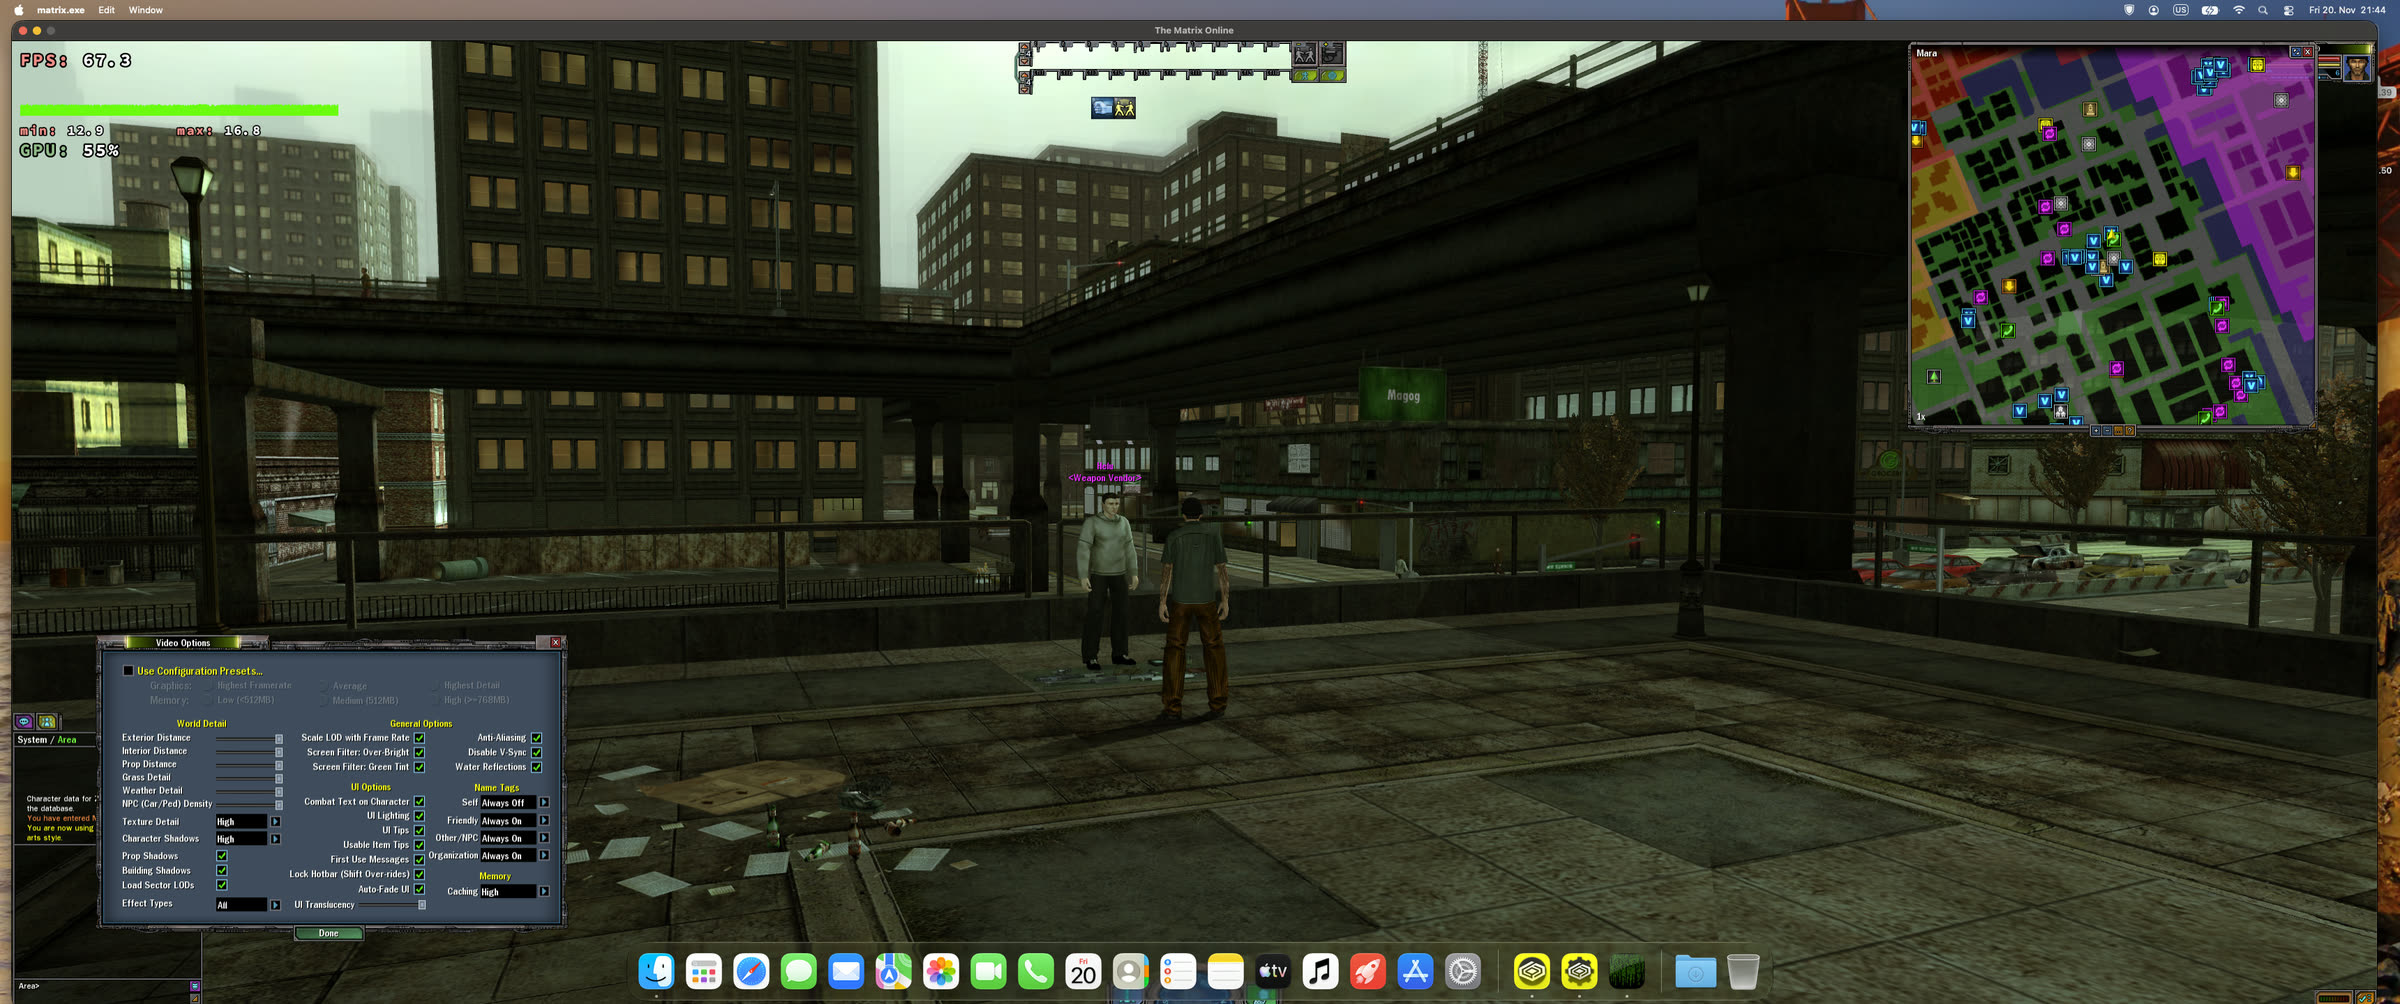 matrix.exe Edit Window
US
Fri 20. Nov 21:44
The Matrix Online
FPS: 67.3
min: 12.9 max: 16.8
GPU: 55%
Mara
1x
.39
.50
Magog
<Weapon Vendor>
Video Options
Use Configuration Presets...
Graphics: Highest Framerate Average Highest Detail
Memory: Low (<512MB) Medium (512MB) High (>=768MB)
World Detail
Exterior Distance
Interior Distance
Prop Distance
Grass Detail
Weather Detail
NPC (Car/Ped) Density
Texture Detail High
Character Shadows High
Prop Shadows
Building Shadows
Load Sector LODs
Effect Types All
General Options
Scale LOD with Frame Rate
Screen Filter: Over-Bright
Screen Filter: Green Tint
Anti-Aliasing
Disable V-Sync
Water Reflections
UI Options
Combat Text on Character
UI Lighting
UI Tips
Usable Item Tips
First Use Messages
Lock Hotbar (Shift Over-rides)
Auto-Fade UI
UI Translucency
Name Tags
Self Always Off
Friendly Always On
Other/NPC Always On
Organization Always On
Memory
Caching High
Done
System / Area
Character data for
the database.
You have entered
You are now using
arts style.
Area>
Fri
20
tv